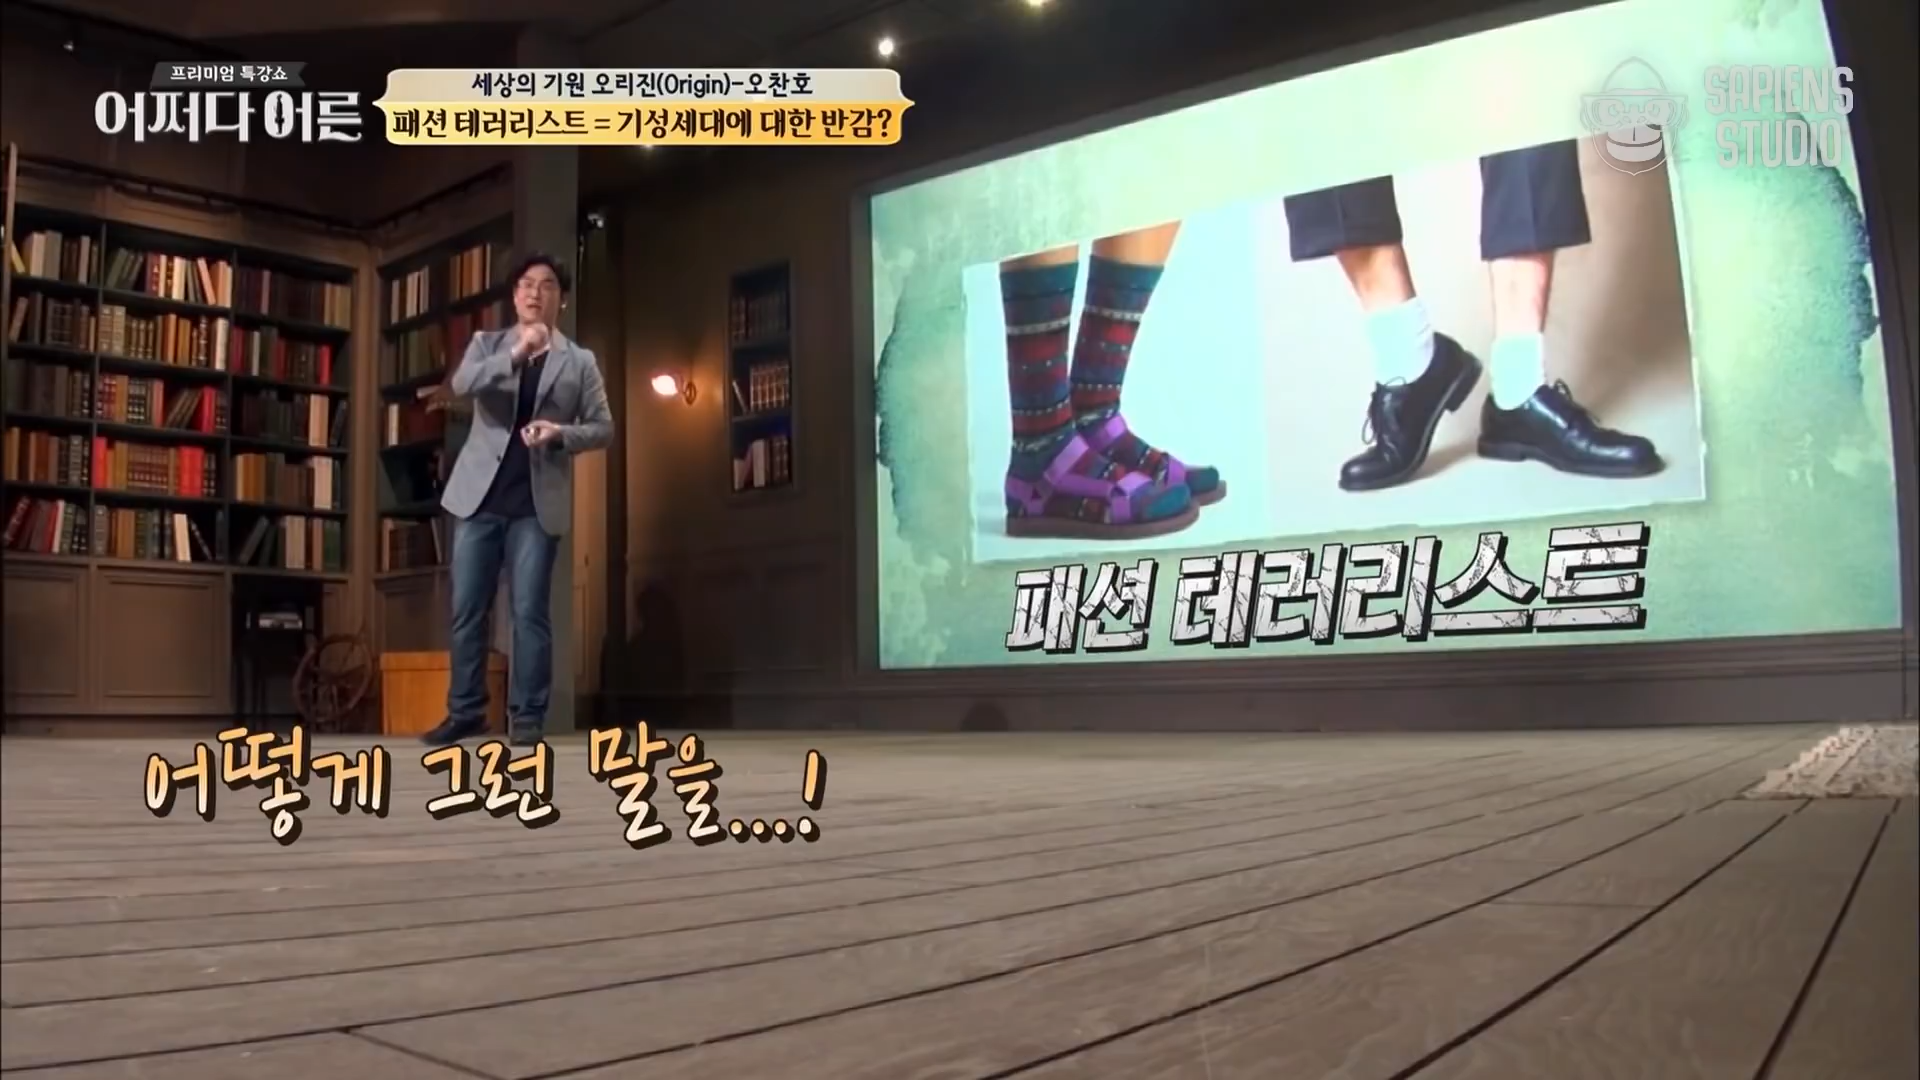 프리미엄 특강쇼
어쩌다 어른
세상의 기원 오리진(Origin)-오찬호
패션 테러리스트 = 기성세대에 대한 반감?
SAPIENS
STUDIO
패션 테러리스트
어떻게 그런 말을....!